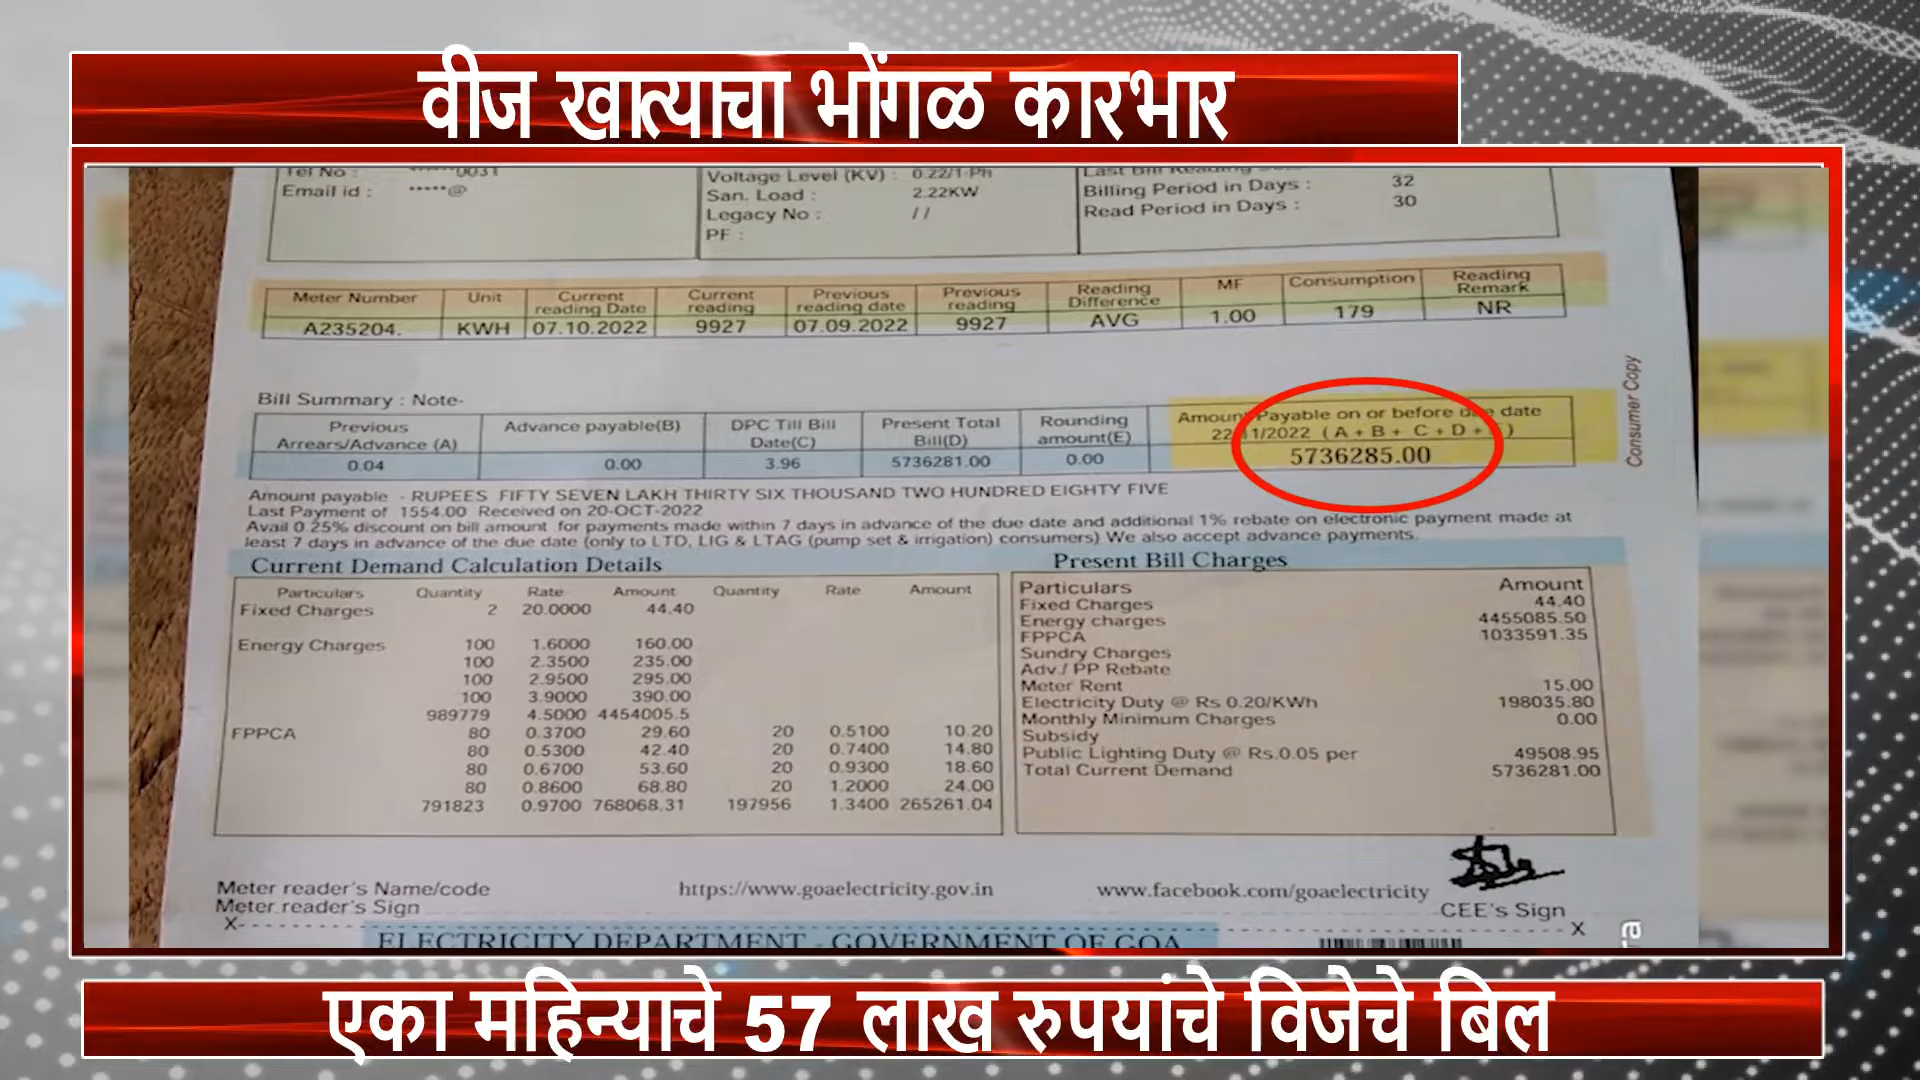 वीज खात्याचा भोंगळ कारभार
Tel No : ******0031
Email id : *****@
Voltage Level (KV) : 0.22/1-Ph
San. Load : 2.22KW
Legacy No : / /
PF :
Billing Period in Days : 32
Read Period in Days : 30
Meter Number Unit Current reading Date Current reading Previous reading date Previous reading Reading Difference MF Consumption Reading Remark
A235204. KWH 07.10.2022 9927 07.09.2022 9927 AVG 1.00 179 NR
Consumer Copy
Bill Summary : Note-
Previous Arrears/Advance (A) Advance payable(B) DPC Till Bill Date(C) Present Total Bill(D) Rounding amount(E) Amount Payable on or before due date
22/11/2022 ( A + B + C + D + E )
0.04 0.00 3.96 5736281.00 0.00 5736285.00
Amount payable - RUPEES FIFTY SEVEN LAKH THIRTY SIX THOUSAND TWO HUNDRED EIGHTY FIVE
Last Payment of 1554.00 Received on 20-OCT-2022
Avail 0.25% discount on bill amount for payments made within 7 days in advance of the due date and additional 1% rebate on electronic payment made at
least 7 days in advance of the due date (only to LTD, LIG & LTAG (pump set & irrigation) consumers) We also accept advance payments.
Current Demand Calculation Details
Particulars Quantity Rate Amount Quantity Rate Amount
Fixed Charges 2 20.0000 44.40
Energy Charges 100 1.6000 160.00
100 2.3500 235.00
100 2.9500 295.00
100 3.9000 390.00
989779 4.5000 4454005.5
FPPCA 80 0.3700 29.60 20 0.5100 10.20
80 0.5300 42.40 20 0.7400 14.80
80 0.6700 53.60 20 0.9300 18.60
80 0.8600 68.80 20 1.2000 24.00
791823 0.9700 768068.31 197956 1.3400 265261.04
Present Bill Charges
Particulars Amount
Fixed Charges 44.40
Energy charges 4455085.50
FPPCA 1033591.35
Sundry Charges
Adv./ PP Rebate
Meter Rent 15.00
Electricity Duty @ Rs 0.20/KWh 198035.80
Monthly Minimum Charges 0.00
Subsidy
Public Lighting Duty @ Rs.0.05 per 49508.95
Total Current Demand 5736281.00
Meter reader's Name/code https://www.goaelectricity.gov.in www.facebook.com/goaelectricity
Meter reader's Sign CEE's Sign
X X
ELECTRICITY DEPARTMENT - GOVERNMENT OF GOA
एका महिन्याचे 57 लाख रुपयांचे विजेचे बिल